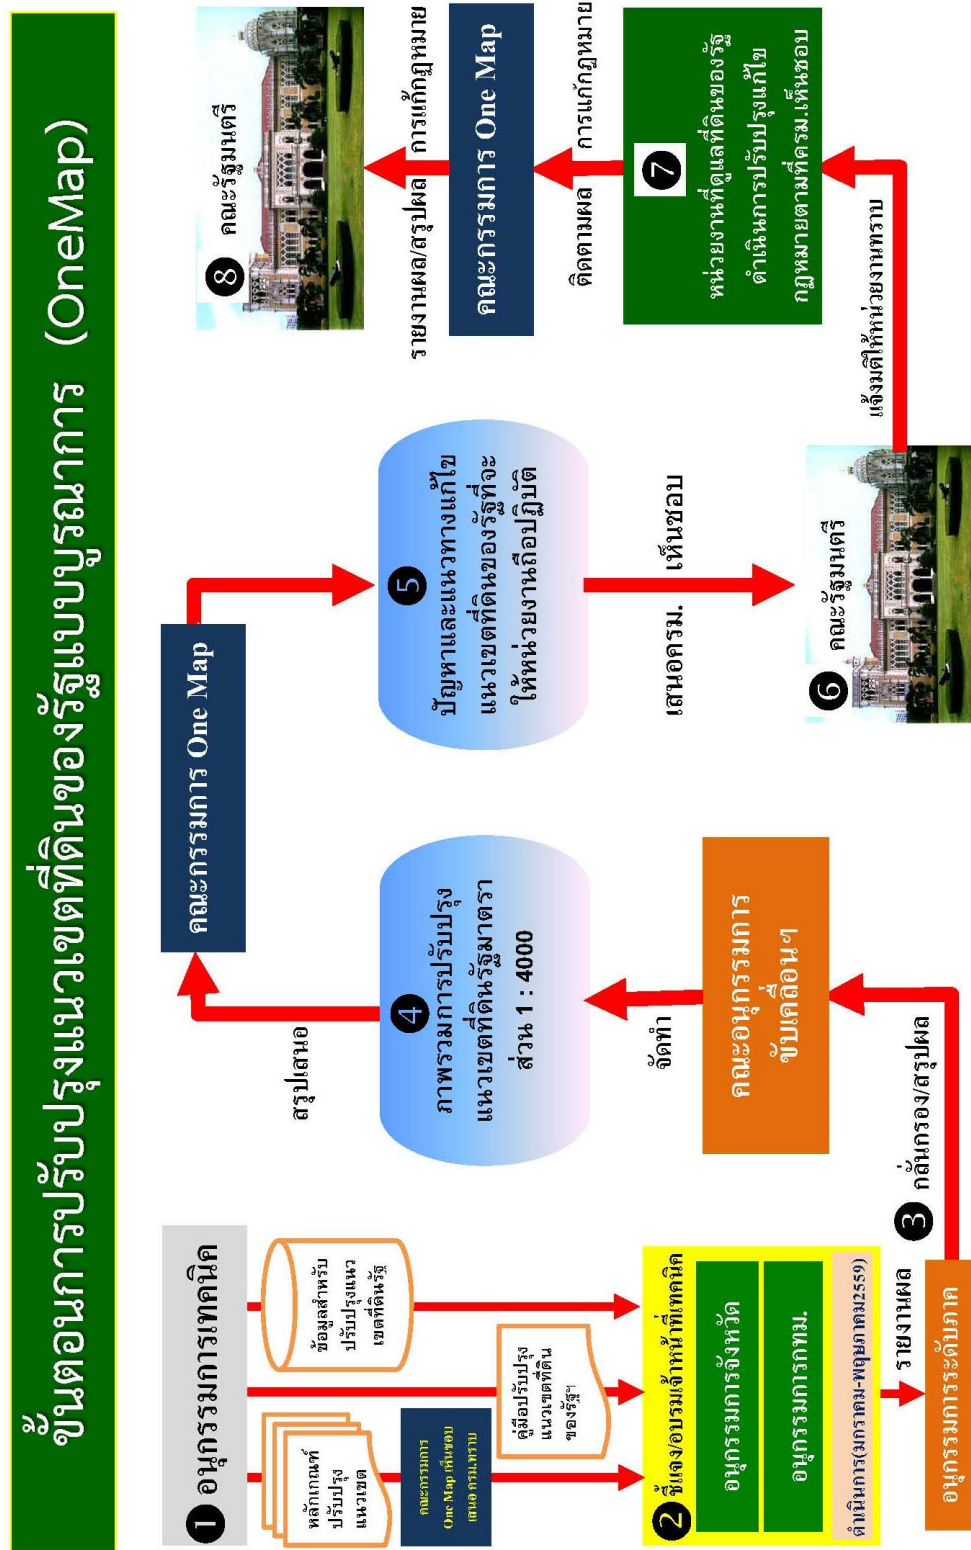 ขั้นตอนการปรับปรุงแนวเขตที่ดินของรัฐแบบบูรณาการ (OneMap)
1 อนุกรรมการเทคนิค
หลักเกณฑ์
ปรับปรุง
แนวเขต
คณะกรรมการ
One Map เห็นชอบ
เสนอ ครม.ทราบ
คู่มือปรับปรุง
แนวเขตที่ดิน
ของรัฐฯ
ข้อมูลสำหรับ
ปรับปรุงแนว
เขตที่ดินรัฐ
2 ชี้แจง/อบรมเจ้าหน้าที่เทคนิค
อนุกรรมการจังหวัด
อนุกรรมการกทม.
ดำเนินการ(มกราคม-พฤษภาคม2559)
รายงานผล
อนุกรรมการระดับภาค
3 กลั่นกรอง/สรุปผล
คณะอนุกรรมการ
ขับเคลื่อนฯ
จัดทำ
4
ภาพรวมการปรับปรุง
แนวเขตที่ดินรัฐมาตรา
ส่วน 1 : 4000
สรุปเสนอ
คณะกรรมการ One Map
5
ปัญหาและแนวทางแก้ไข
แนวเขตที่ดินของรัฐที่จะ
ให้หน่วยงานถือปฏิบัติ
เสนอครม. เห็นชอบ
6 คณะรัฐมนตรี
แจ้งมติให้หน่วยงานทราบ
7
หน่วยงานที่ดูแลที่ดินของรัฐ
ดำเนินการปรับปรุงแก้ไข
กฎหมายตามที่ครม.เห็นชอบ
ติดตามผล การแก้กฎหมาย
คณะกรรมการ One Map
รายงานผล/สรุปผล การแก้กฎหมาย
8 คณะรัฐมนตรี